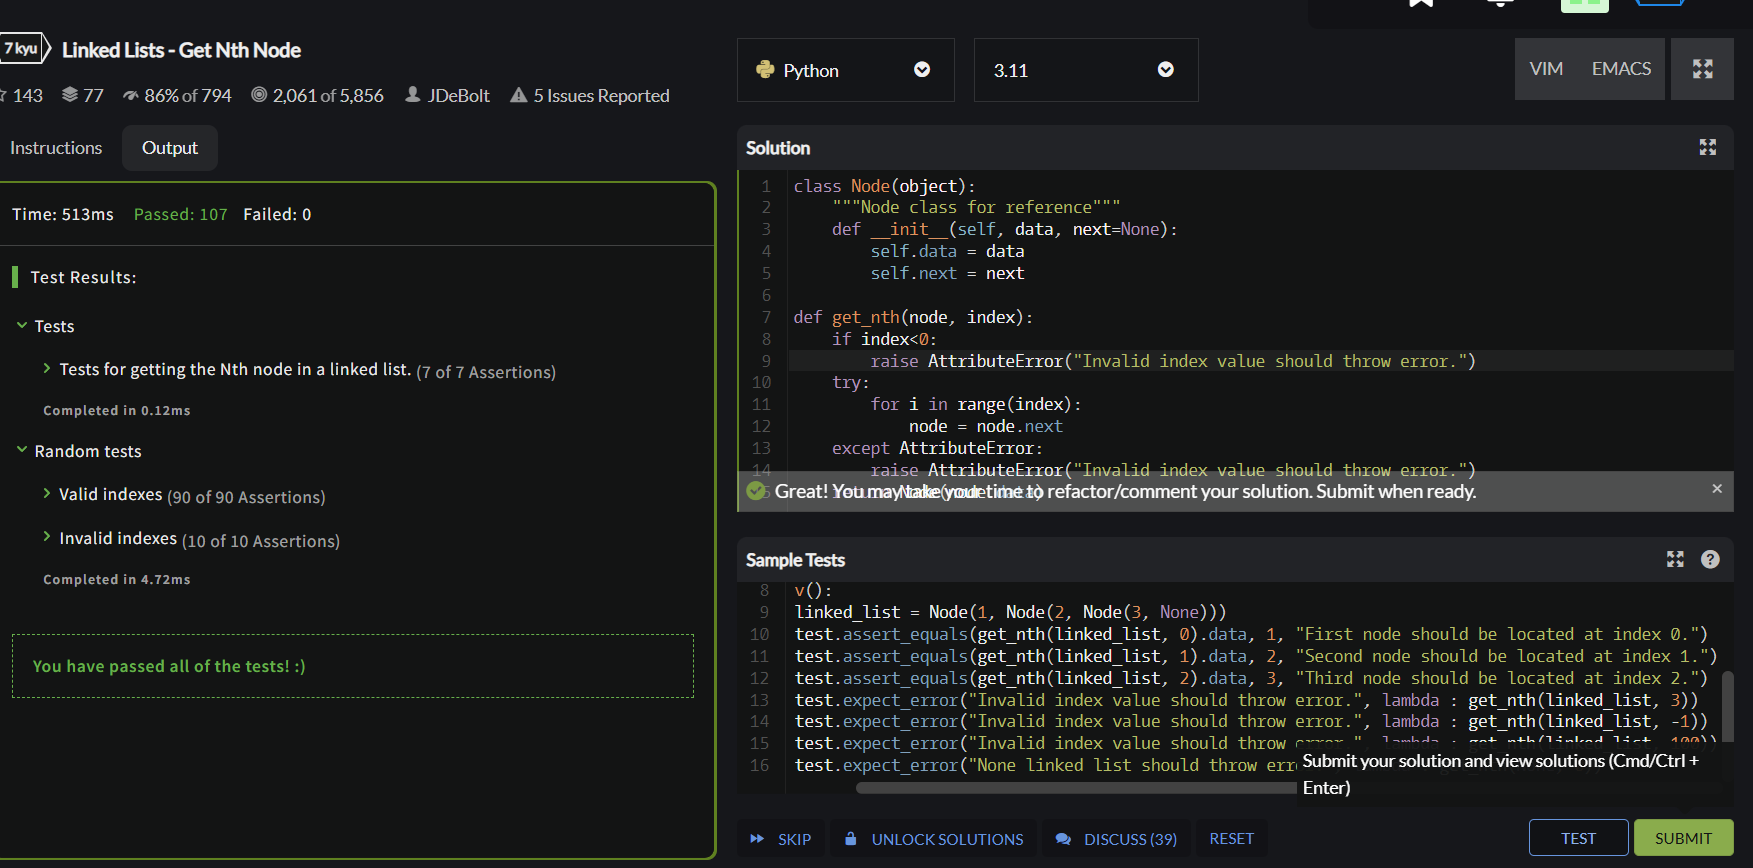 7 kyu
Linked Lists - Get Nth Node
143 77 86% of 794 2,061 of 5,856 JDeBolt 5 Issues Reported
Instructions
Output
Time: 513ms Passed: 107 Failed: 0
Test Results:
Tests
Tests for getting the Nth node in a linked list. (7 of 7 Assertions)
Completed in 0.12ms
Random tests
Valid indexes (90 of 90 Assertions)
Invalid indexes (10 of 10 Assertions)
Completed in 4.72ms
You have passed all of the tests! :)
Python
3.11
VIM
EMACS
Solution
1 class Node(object):
2 """Node class for reference"""
3 def __init__(self, data, next=None):
4 self.data = data
5 self.next = next
6
7 def get_nth(node, index):
8 if index<0:
9 raise AttributeError("Invalid index value should throw error.")
10 try:
11 for i in range(index):
12 node = node.next
13 except AttributeError:
14 raise AttributeError("Invalid index value should throw error.")
Great! You may take your time to refactor/comment your solution. Submit when ready.
Sample Tests
8 v():
9 linked_list = Node(1, Node(2, Node(3, None)))
10 test.assert_equals(get_nth(linked_list, 0).data, 1, "First node should be located at index 0.")
11 test.assert_equals(get_nth(linked_list, 1).data, 2, "Second node should be located at index 1.")
12 test.assert_equals(get_nth(linked_list, 2).data, 3, "Third node should be located at index 2.")
13 test.expect_error("Invalid index value should throw error.", lambda : get_nth(linked_list, 3))
14 test.expect_error("Invalid index value should throw error.", lambda : get_nth(linked_list, -1))
15 test.expect_error("Invalid index value should throw error.", lambda : get_nth(linked_list, 100))
16 test.expect_error("None linked list should throw err
Submit your solution and view solutions (Cmd/Ctrl +
Enter)
SKIP
UNLOCK SOLUTIONS
DISCUSS (39)
RESET
TEST
SUBMIT